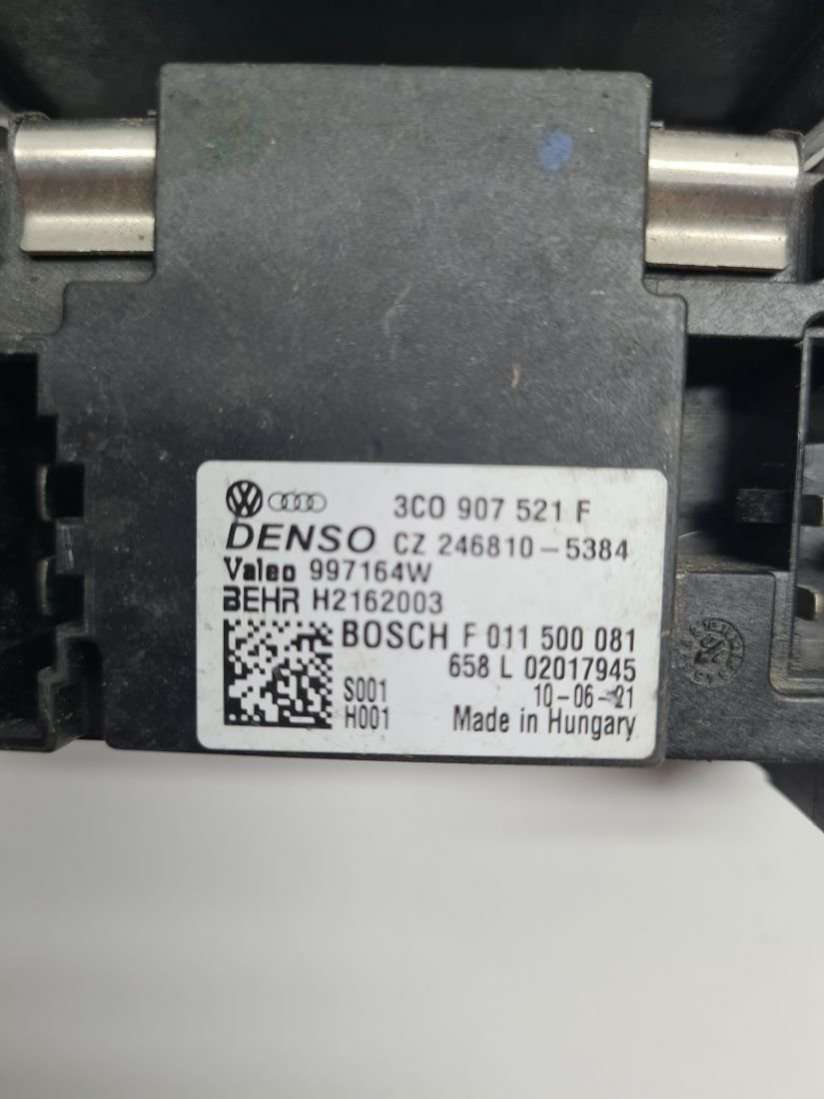 3C0 907 521 F
DENSO CZ 246810-5384
Valeo 997164W
BEHR H2162003
BOSCH F 011 500 081
658 L 02017945
S001 10-06-21
H001 Made in Hungary